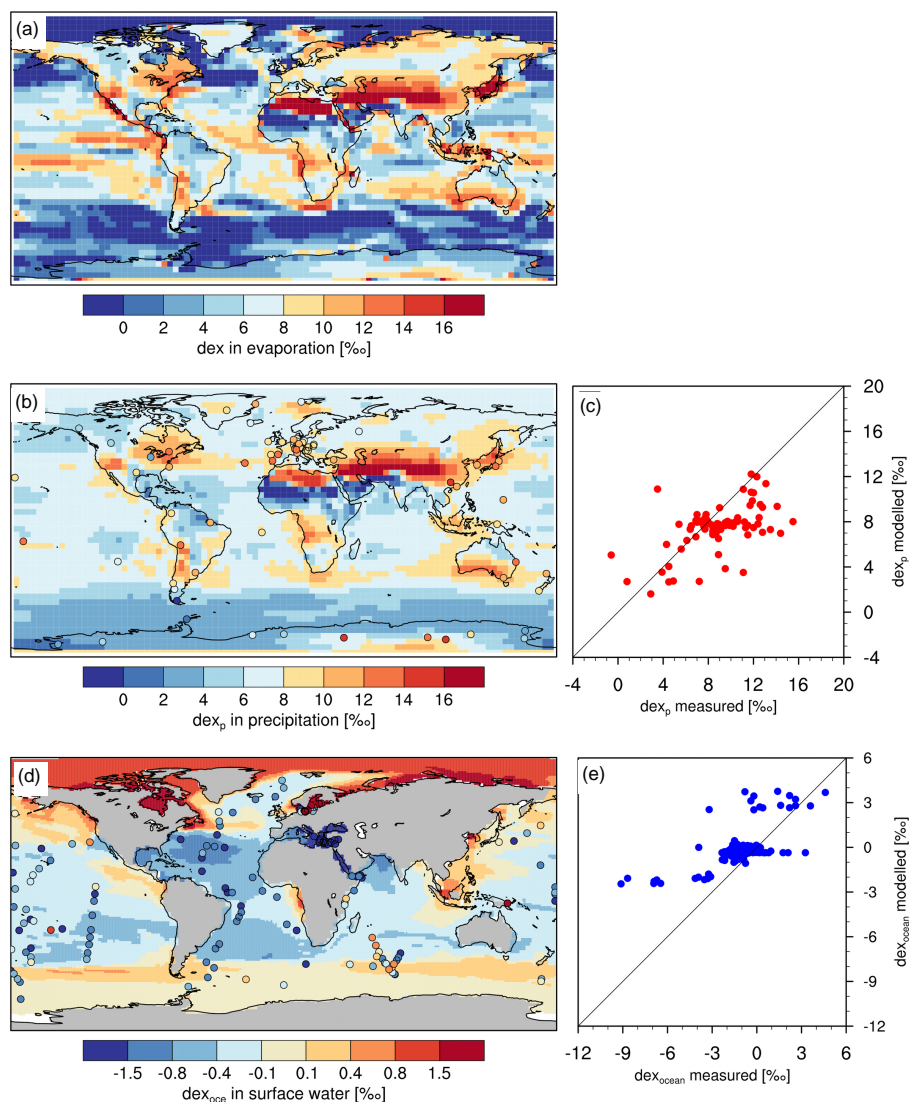 (a)
0 2 4 6 8 10 12 14 16
dex in evaporation [‰]
(b)
0 2 4 6 8 10 12 14 16
dexₚ in precipitation [‰]
(c)
20
16
12
8
4
0
-4
dexₚ modelled [‰]
-4 0 4 8 12 16 20
dexₚ measured [‰]
(d)
-1.5 -0.8 -0.4 -0.1 0.1 0.4 0.8 1.5
dexₒcₑ in surface water [‰]
(e)
6
3
0
-3
-6
-9
-12
dexₒcₑₐₙ modelled [‰]
-12 -9 -6 -3 0 3 6
dexₒcₑₐₙ measured [‰]